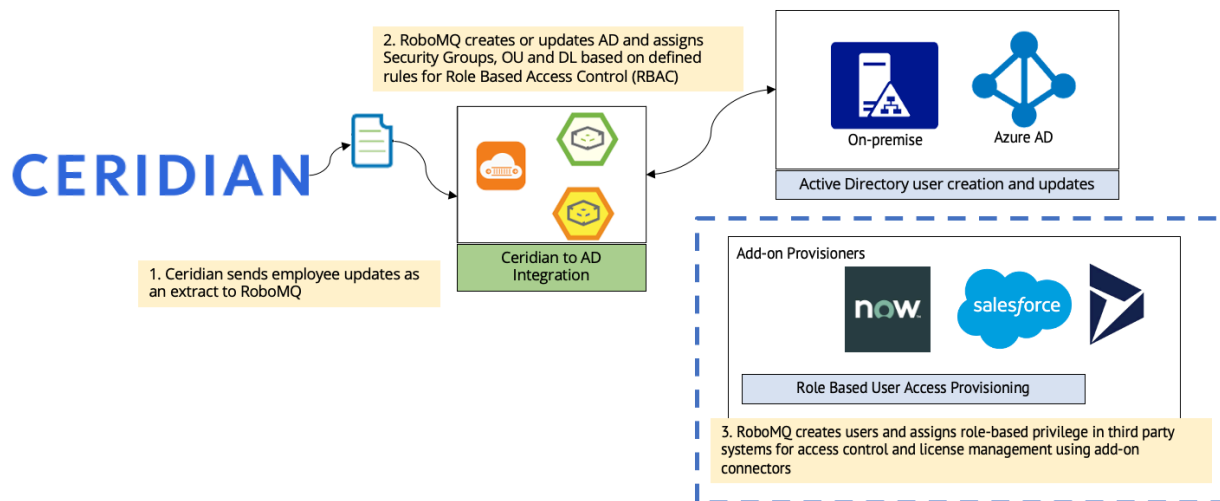 2. RoboMQ creates or updates AD and assigns
Security Groups, OU and DL based on defined
rules for Role Based Access Control (RBAC)
CERIDIAN
On-premise
Azure AD
Active Directory user creation and updates
Ceridian to AD
Integration
1. Ceridian sends employee updates as
an extract to RoboMQ
Add-on Provisioners
now
salesforce
Role Based User Access Provisioning
3. RoboMQ creates users and assigns role-based privilege in third party
systems for access control and license management using add-on
connectors